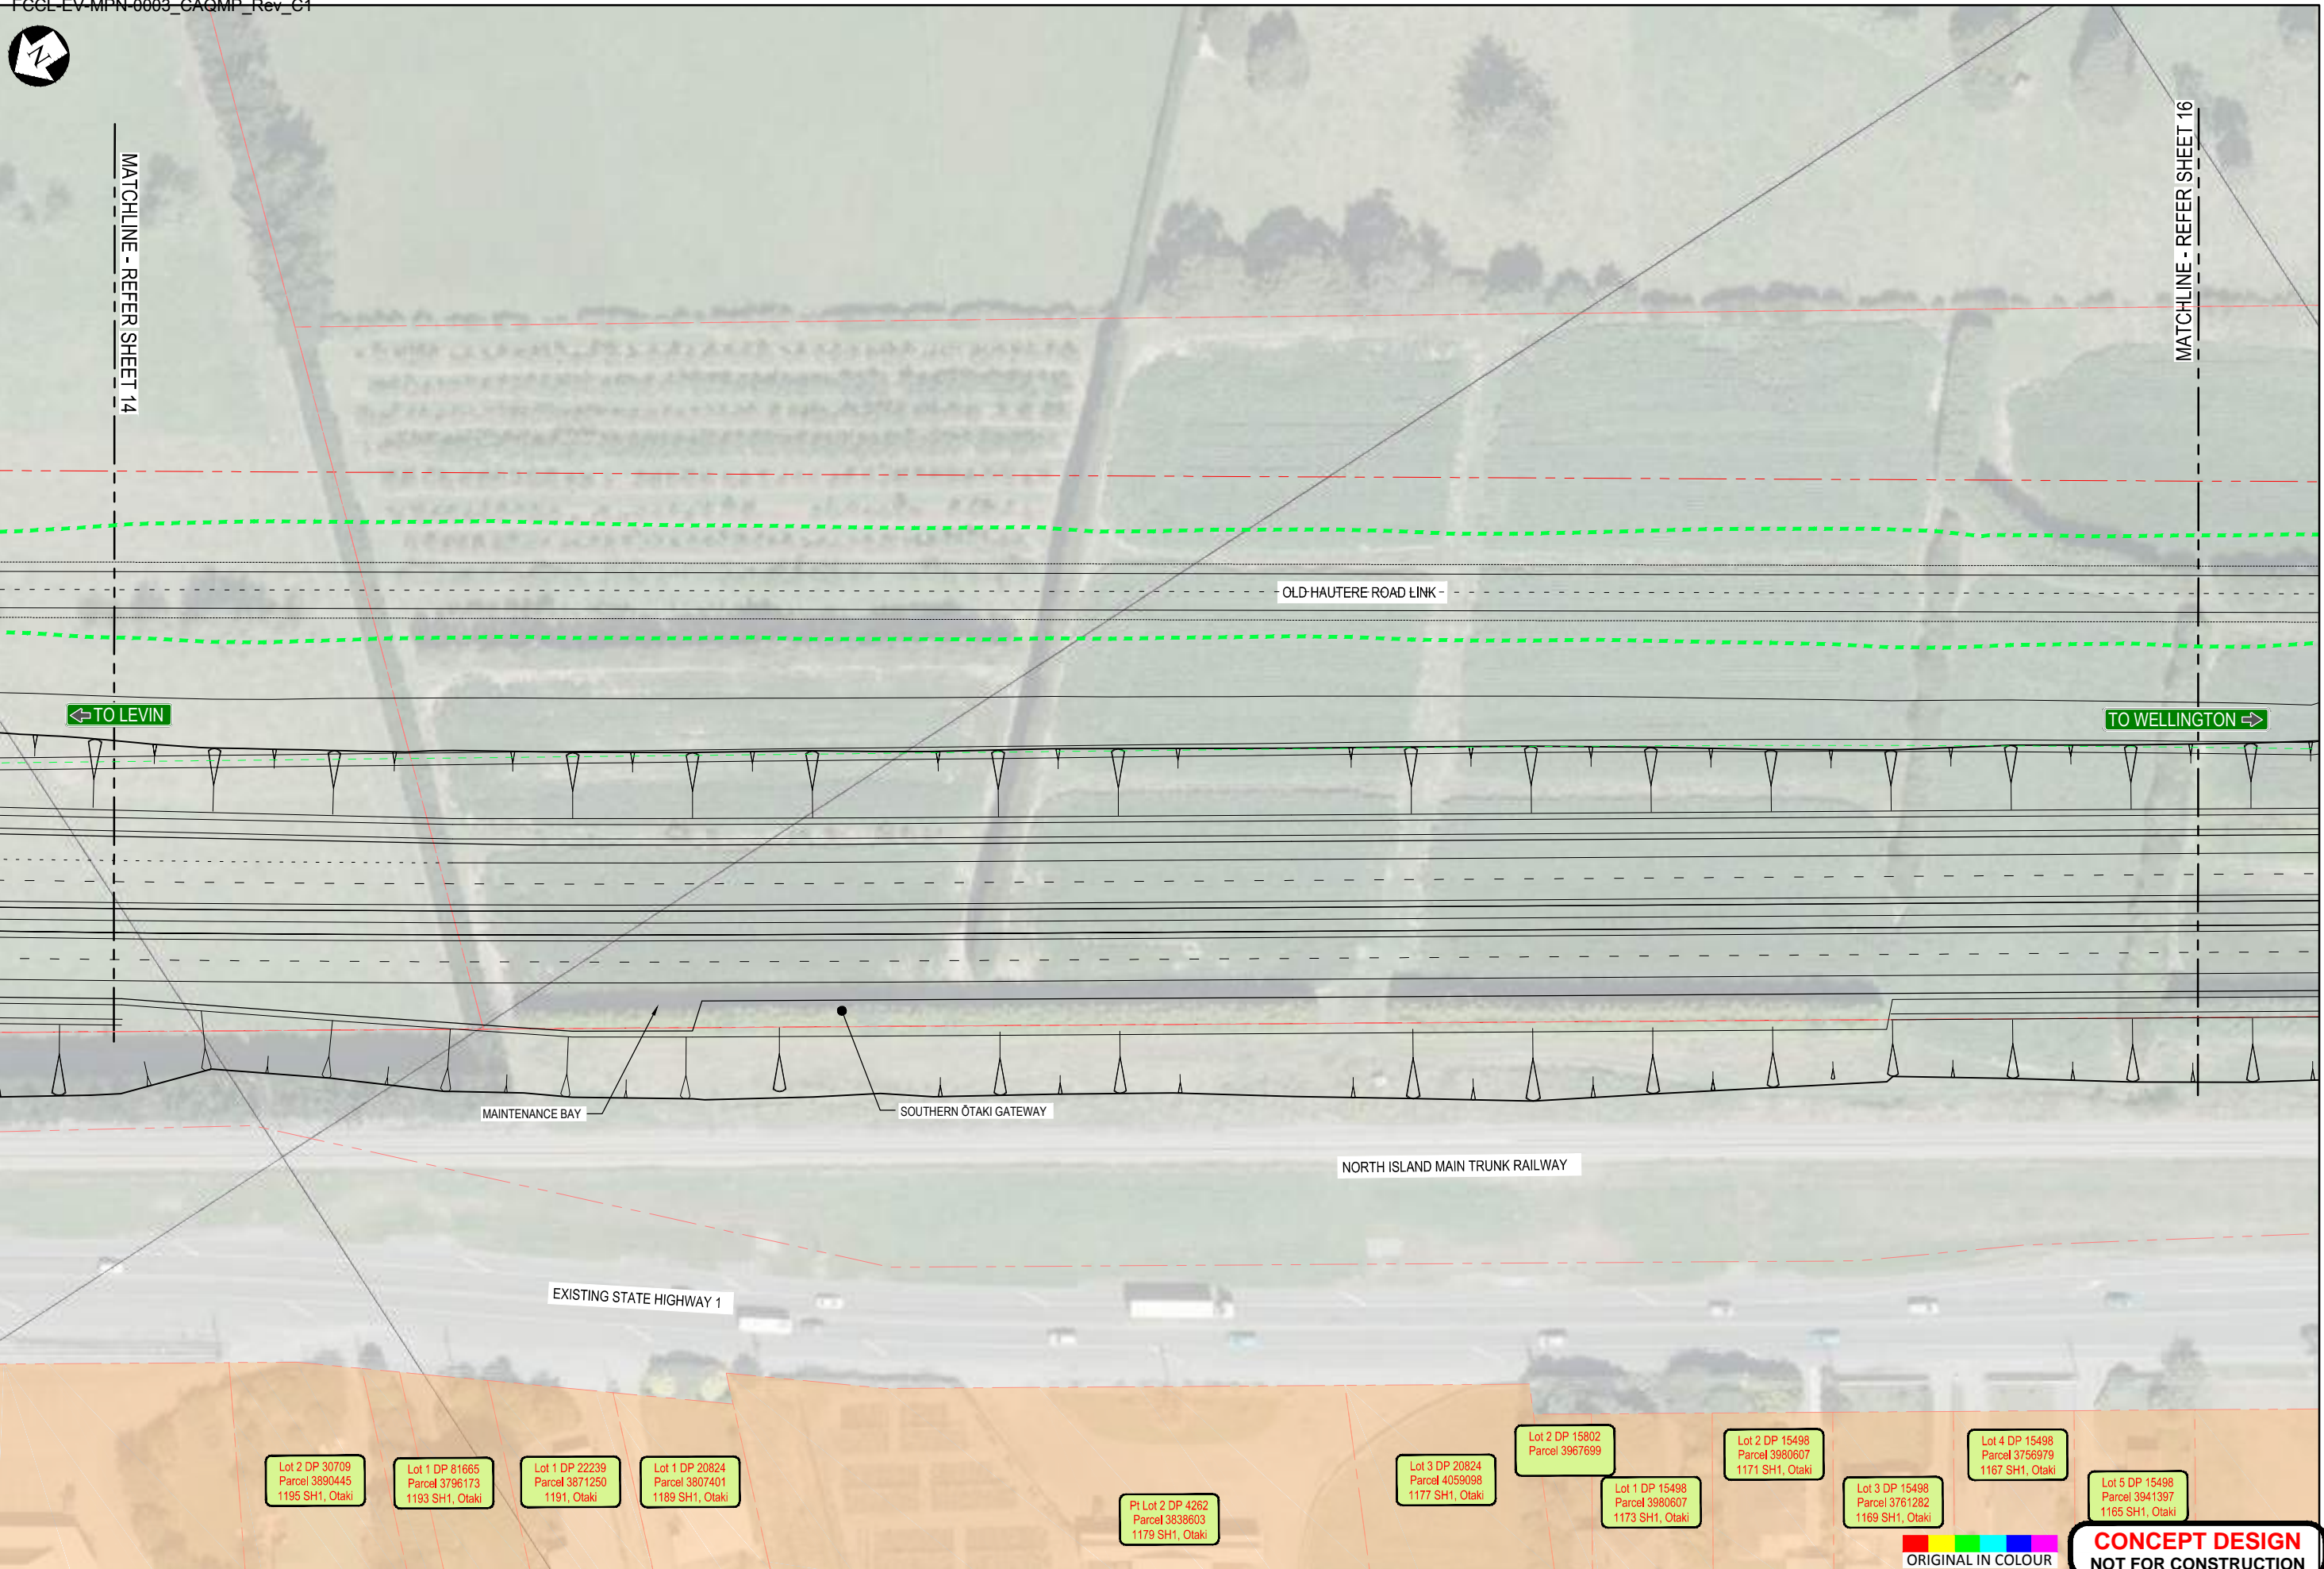 FCCL-EV-MPN-0003_CAQMP_Rev_C1
N
MATCHLINE - REFER SHEET 14
MATCHLINE - REFER SHEET 16
OLD HAUTERE ROAD LINK
TO LEVIN
TO WELLINGTON
MAINTENANCE BAY
SOUTHERN ŌTAKI GATEWAY
NORTH ISLAND MAIN TRUNK RAILWAY
EXISTING STATE HIGHWAY 1
Lot 2 DP 30709
Parcel 3890445
1195 SH1, Otaki
Lot 1 DP 81665
Parcel 3796173
1193 SH1, Otaki
Lot 1 DP 22239
Parcel 3871250
1191, Otaki
Lot 1 DP 20824
Parcel 3807401
1189 SH1, Otaki
Pt Lot 2 DP 4262
Parcel 3838603
1179 SH1, Otaki
Lot 3 DP 20824
Parcel 4059098
1177 SH1, Otaki
Lot 2 DP 15802
Parcel 3967699
Lot 1 DP 15498
Parcel 3980607
1173 SH1, Otaki
Lot 2 DP 15498
Parcel 3980607
1171 SH1, Otaki
Lot 3 DP 15498
Parcel 3761282
1169 SH1, Otaki
Lot 4 DP 15498
Parcel 3756979
1167 SH1, Otaki
Lot 5 DP 15498
Parcel 3941397
1165 SH1, Otaki
ORIGINAL IN COLOUR
CONCEPT DESIGN
NOT FOR CONSTRUCTION